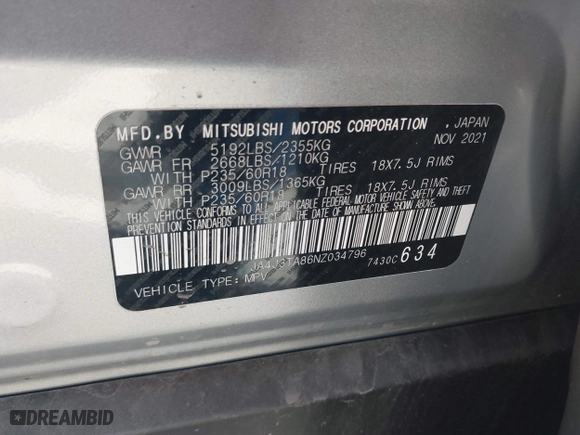 MFD.BY MITSUBISHI MOTORS CORPORATION, JAPAN
GVWR 5192LBS/2355KG NOV 2021
GAWR FR 2668LBS/1210KG
WITH P235/60R18 TIRES 18X7.5J RIMS
GAWR RR 3009LBS/1365KG
WITH P235/60R18 TIRES 18X7.5J RIMS
THIS VEHICLE CONFORMS TO ALL APPLICABLE FEDERAL MOTOR VEHICLE SAFETY AND THEFT
PREVENTION STANDARDS IN EFFECT ON THE DATE OF MANUFACTURE SHOWN ABOVE.
JA4J3TA86NZ034796
7430C 634
VEHICLE TYPE: MPV
DREAMBID